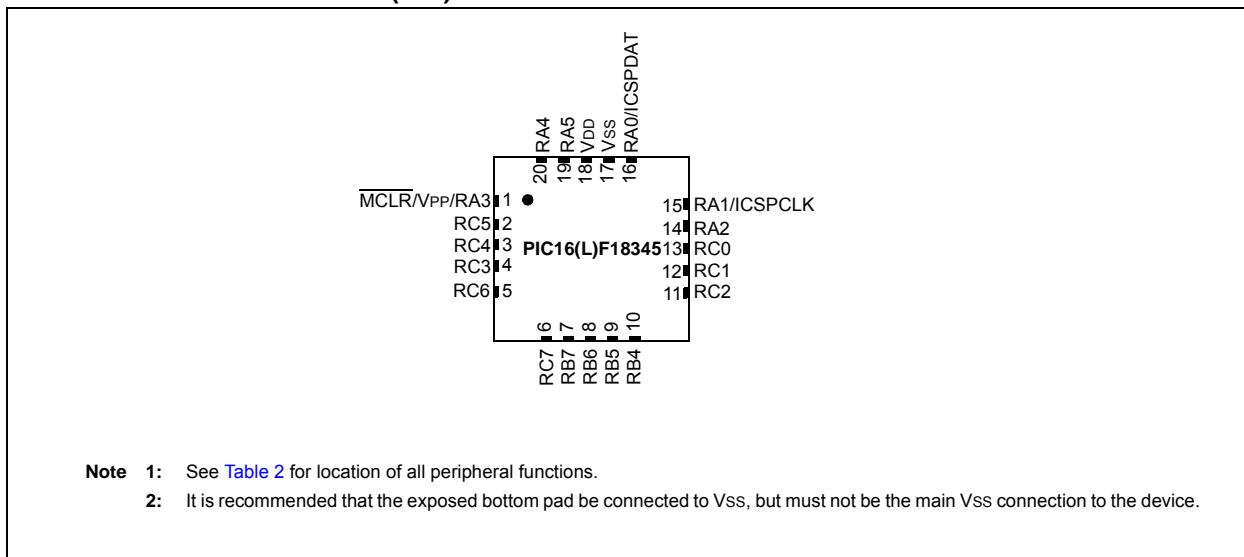 20 RA4
19 RA5
18 VDD
17 VSS
16 RA0/ICSPDAT
MCLR/VPP/RA3 1
RC5 2
RC4 3
RC3 4
RC6 5
PIC16(L)F18345
15 RA1/ICSPCLK
14 RA2
13 RC0
12 RC1
11 RC2
6 RC7
7 RB7
8 RB6
9 RB5
10 RB4
Note 1: See Table 2 for location of all peripheral functions.
2: It is recommended that the exposed bottom pad be connected to VSS, but must not be the main VSS connection to the device.